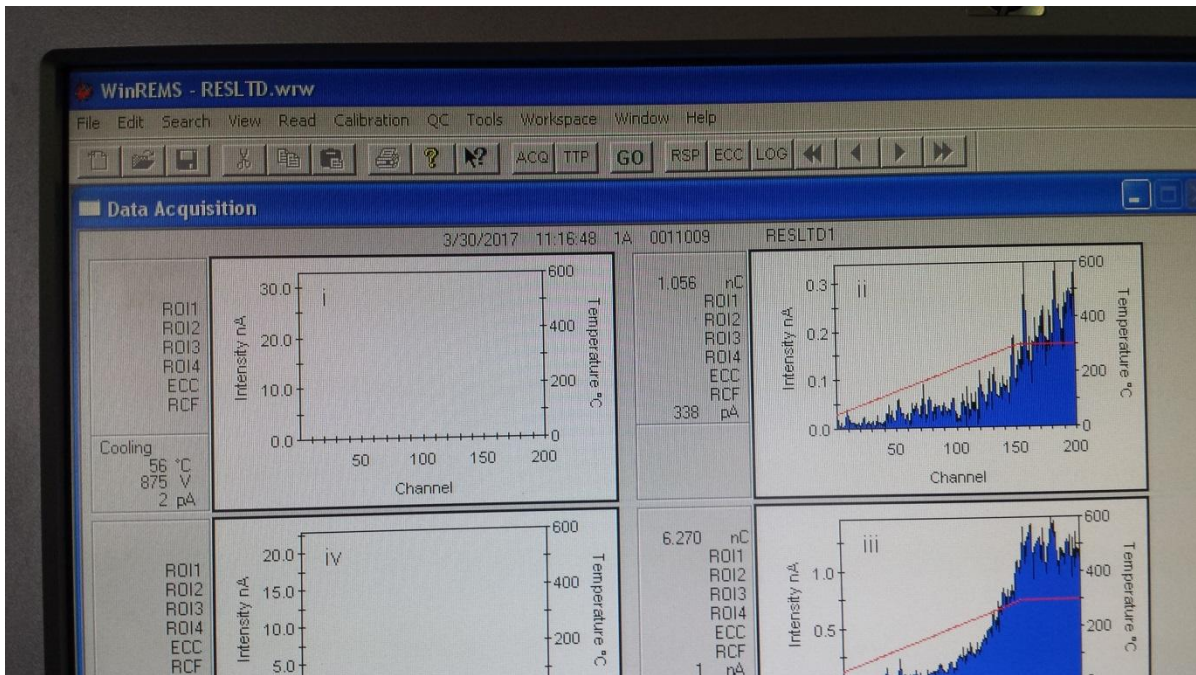 WinREMS - RESLTD.wrw
File Edit Search View Read Calibration QC Tools Workspace Window Help
ACQ TTP GO RSP ECC LOG
Data Acquisition
3/30/2017 11:16:48 1A 0011009 RESLTD1
ROI1
ROI2
ROI3
ROI4
ECC
RCF
Cooling
56 °C
875 V
2 pA
i
Intensity nA
30.0
20.0
10.0
0.0
50 100 150 200
Channel
600
400
200
0
Temperature °C
1.056 nC
ROI1
ROI2
ROI3
ROI4
ECC
RCF
338 pA
ii
Intensity nA
0.3
0.2
0.1
0.0
50 100 150 200
Channel
600
400
200
0
Temperature °C
ROI1
ROI2
ROI3
ROI4
ECC
RCF
iv
Intensity nA
20.0
15.0
10.0
5.0
600
400
200
Temperature °C
6.270 nC
ROI1
ROI2
ROI3
ROI4
ECC
RCF
1 nA
iii
Intensity nA
1.0
0.5
600
400
200
Temperature °C